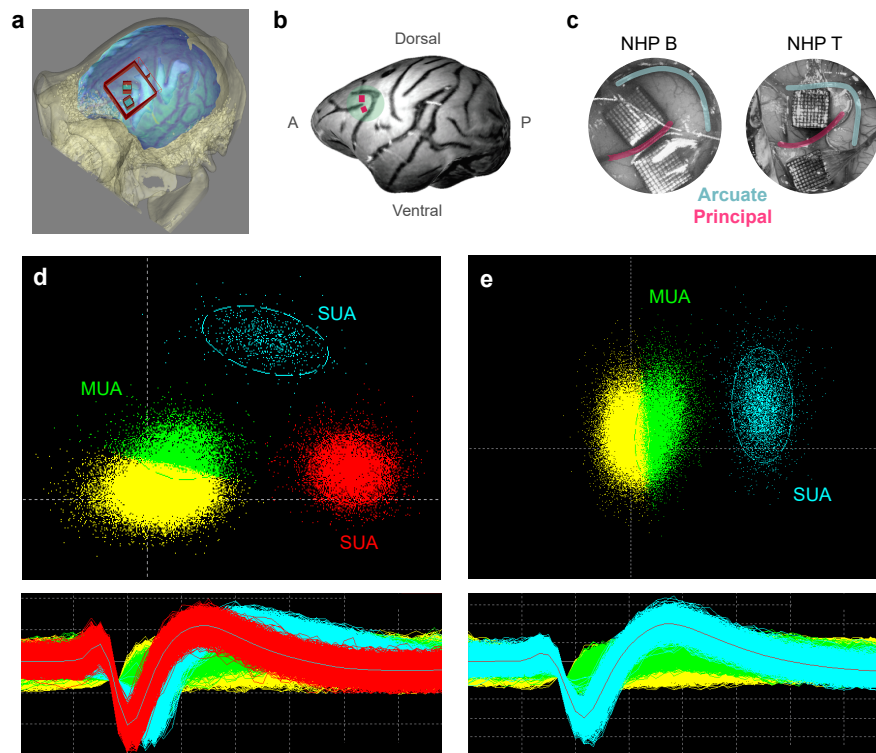 a
b
c
Dorsal
A
P
Ventral
NHP B
NHP T
Arcuate
Principal
d
SUA
MUA
SUA
e
MUA
SUA